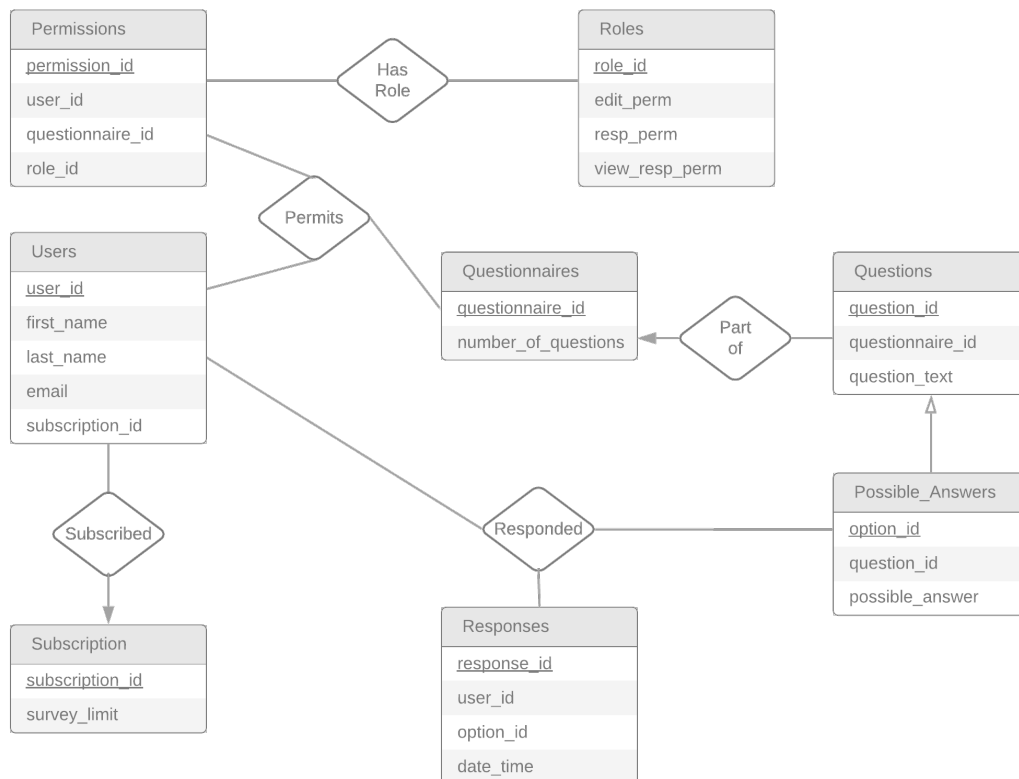 Permissions
permission_id
user_id
questionnaire_id
role_id
Has
Role
Roles
role_id
edit_perm
resp_perm
view_resp_perm
Permits
Users
user_id
first_name
last_name
email
subscription_id
Questionnaires
questionnaire_id
number_of_questions
Part
of
Questions
question_id
questionnaire_id
question_text
Subscribed
Responded
Possible_Answers
option_id
question_id
possible_answer
Subscription
subscription_id
survey_limit
Responses
response_id
user_id
option_id
date_time